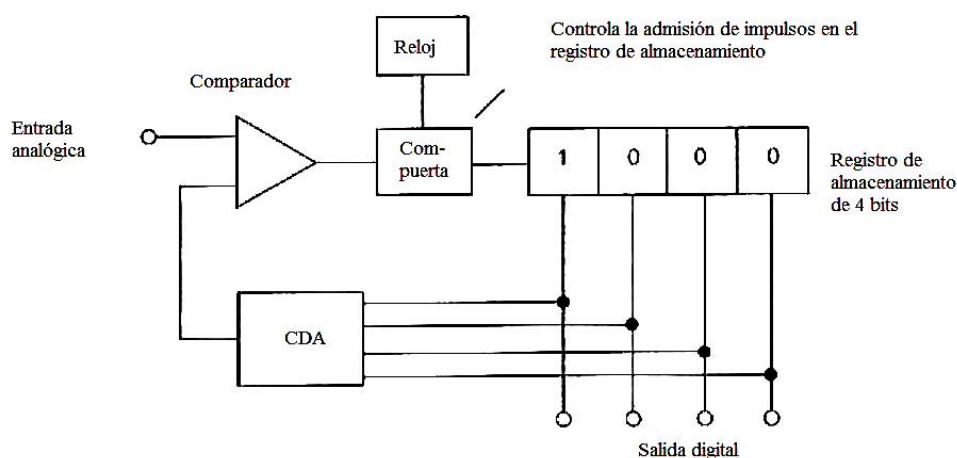 Controla la admisión de impulsos en el
registro de almacenamiento
Reloj
Comparador
Entrada
analógica
Com-
puerta
1 0 0 0
Registro de
almacenamiento
de 4 bits
CDA
Salida digital